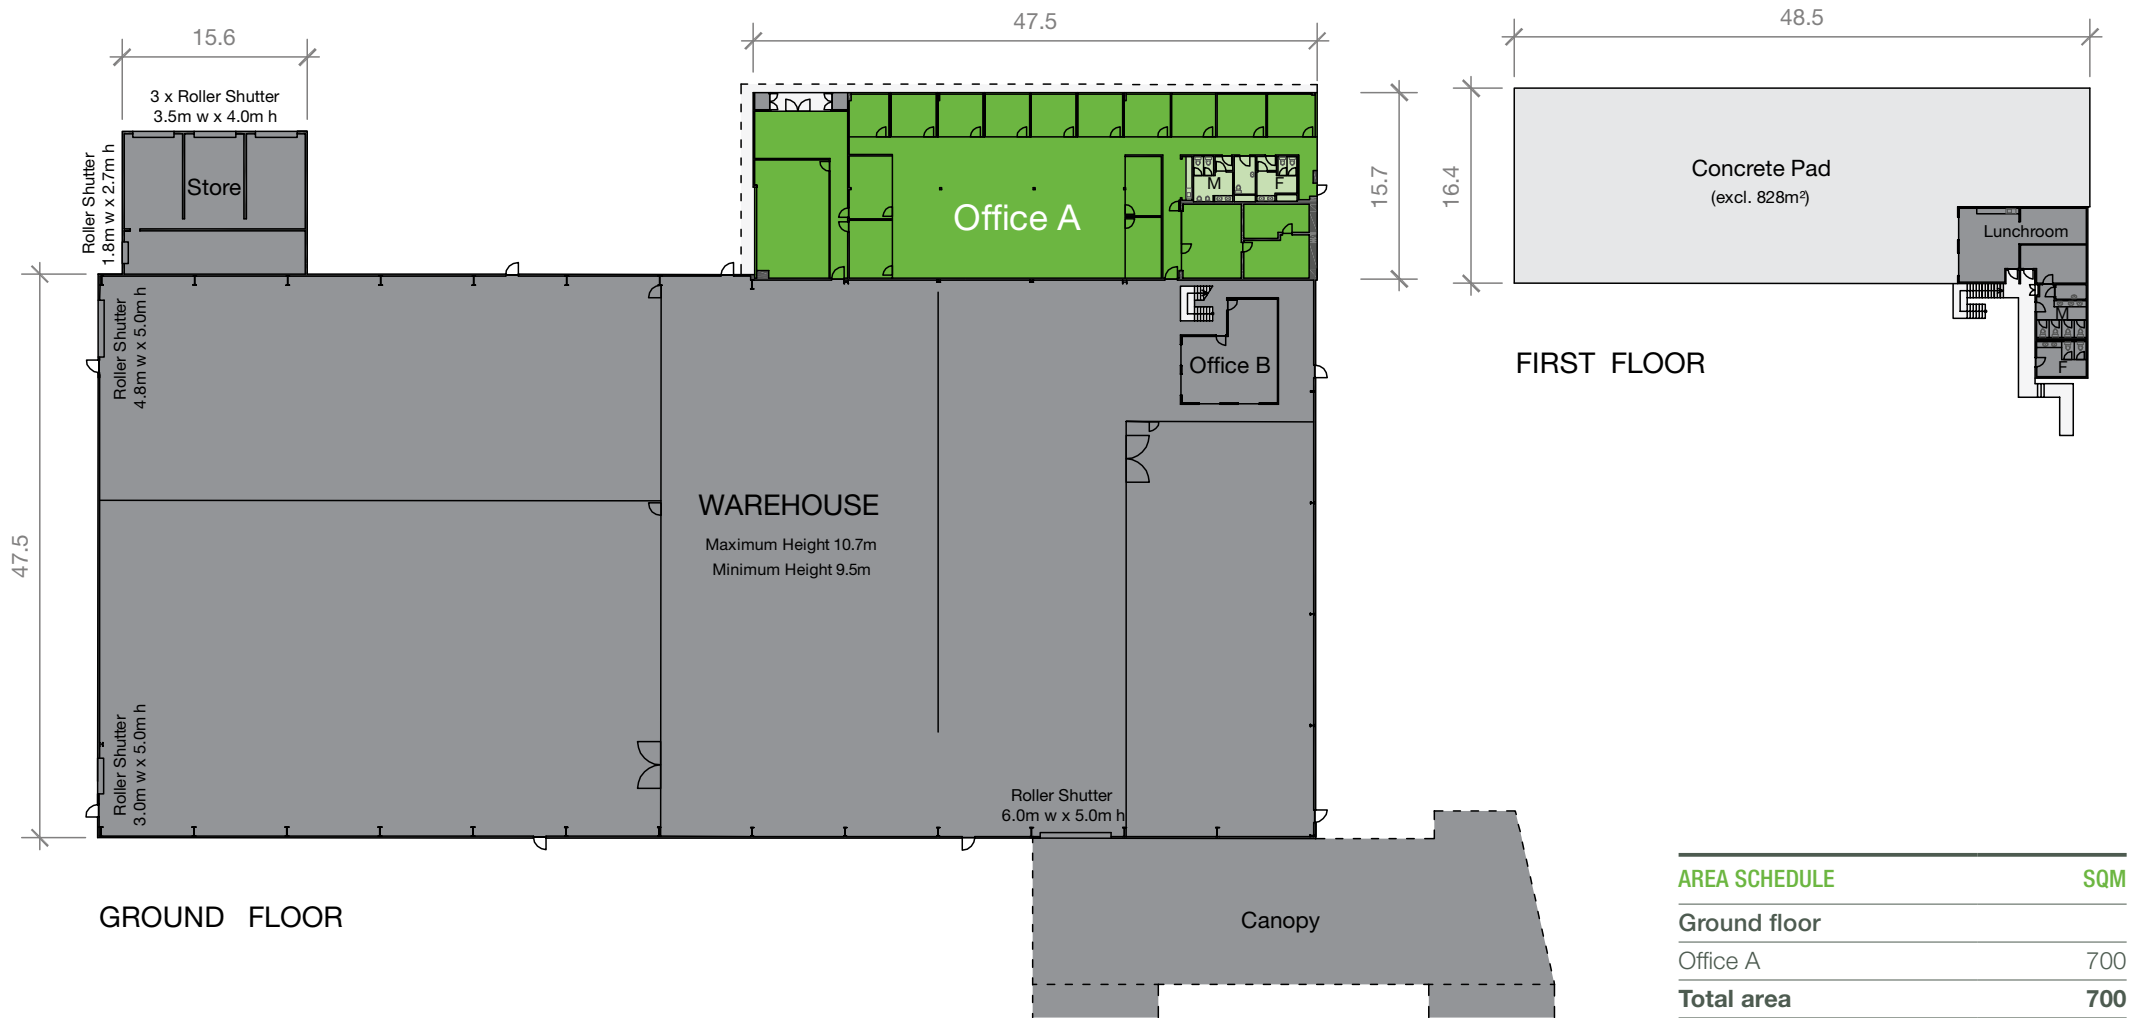 15.6
47.5
48.5
3 x Roller Shutter
3.5m w x 4.0m h
Roller Shutter
1.8m w x 2.7m h
Store
Office A
M
F
15.7
16.4
Concrete Pad
(excl. 828m²)
Lunchroom
M
F
FIRST FLOOR
47.5
Roller Shutter
4.8m w x 5.0m h
Office B
WAREHOUSE
Maximum Height 10.7m
Minimum Height 9.5m
Roller Shutter
3.0m w x 5.0m h
Roller Shutter
6.0m w x 5.0m h
GROUND FLOOR
Canopy
AREA SCHEDULE SQM
Ground floor
Office A 700
Total area 700